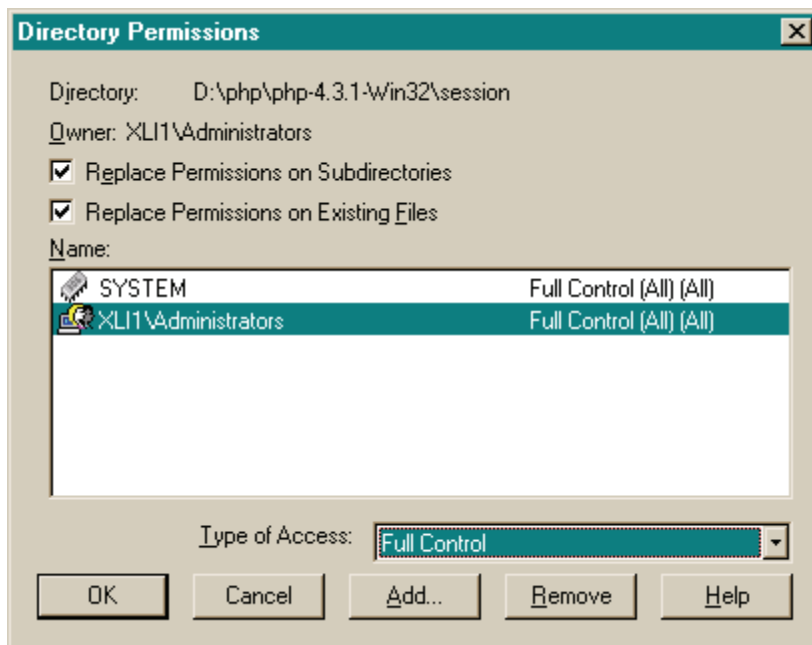 Directory Permissions
Directory: D:\php\php-4.3.1-Win32\session
Owner: XLI1\Administrators
Replace Permissions on Subdirectories
Replace Permissions on Existing Files
Name:
SYSTEM Full Control (All) (All)
XLI1\Administrators Full Control (All) (All)
Type of Access: Full Control
OK Cancel Add... Remove Help